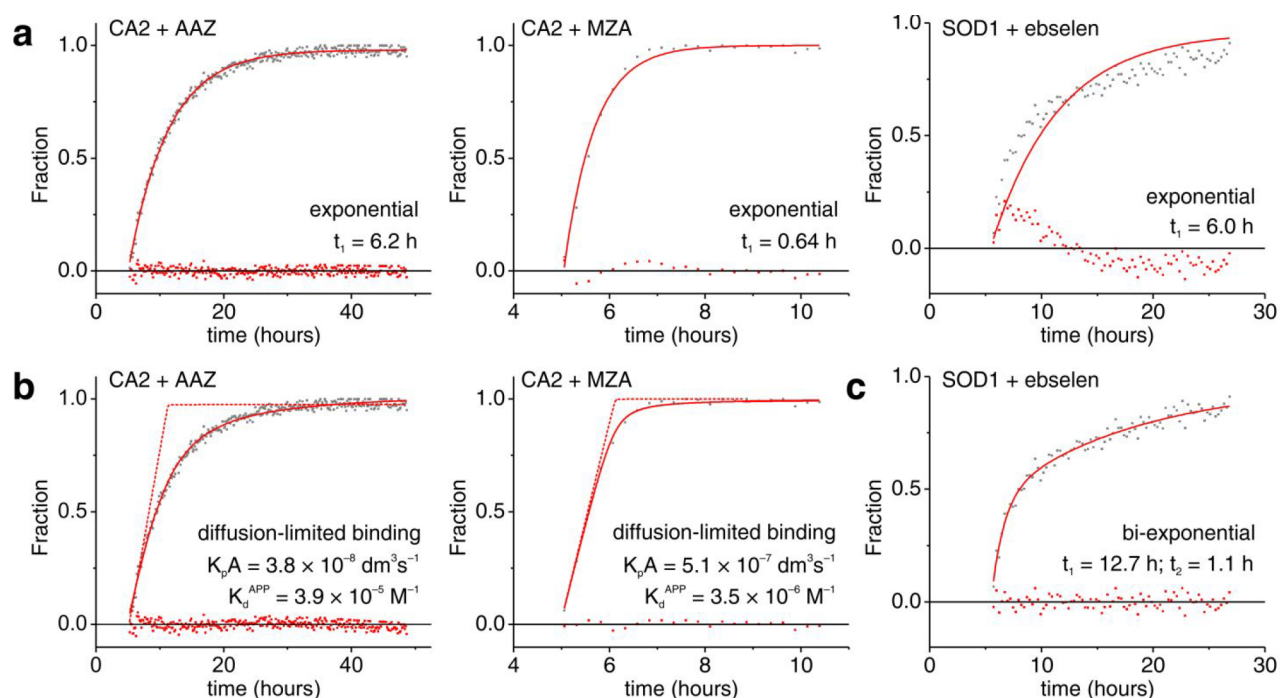 a
CA2 + AAZ
1.0
0.5
0.0
Fraction
exponential
t₁ = 6.2 h
0
20
40
time (hours)
CA2 + MZA
1.0
0.5
0.0
Fraction
exponential
t₁ = 0.64 h
4
6
8
10
time (hours)
SOD1 + ebselen
1.0
0.5
0.0
Fraction
exponential
t₁ = 6.0 h
0
10
20
30
time (hours)
b
CA2 + AAZ
1.0
0.5
0.0
Fraction
diffusion-limited binding
KₚA = 3.8 × 10⁻⁸ dm³s⁻¹
K_d^APP = 3.9 × 10⁻⁵ M⁻¹
0
20
40
time (hours)
CA2 + MZA
1.0
0.5
0.0
Fraction
diffusion-limited binding
KₚA = 5.1 × 10⁻⁷ dm³s⁻¹
K_d^APP = 3.5 × 10⁻⁶ M⁻¹
4
6
8
10
time (hours)
c
SOD1 + ebselen
1.0
0.5
0.0
Fraction
bi-exponential
t₁ = 12.7 h; t₂ = 1.1 h
0
10
20
30
time (hours)